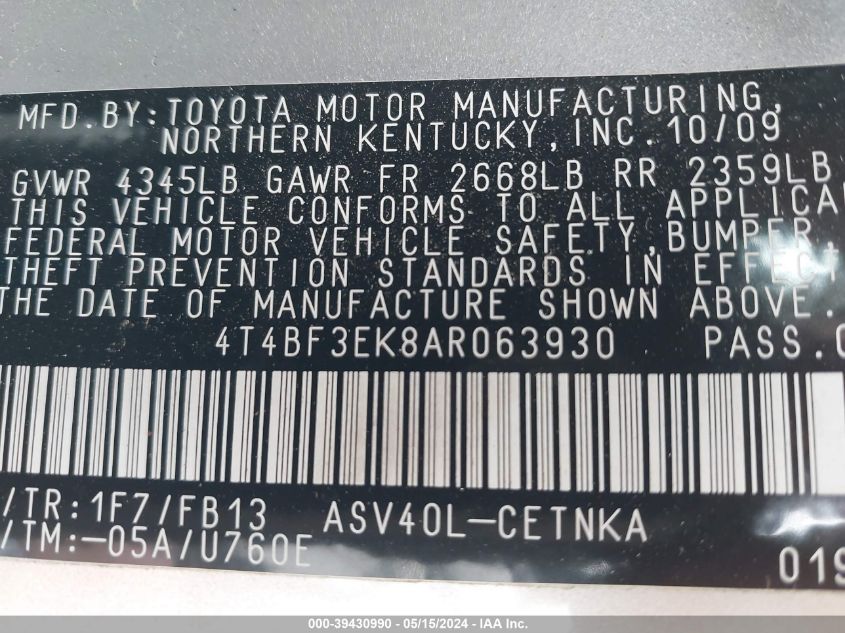 MFD.BY:TOYOTA MOTOR MANUFACTURING,
NORTHERN KENTUCKY,INC.10/09
GVWR 4345LB GAWR FR 2668LB RR 2359LB
THIS VEHICLE CONFORMS TO ALL APPLICA
FEDERAL MOTOR VEHICLE SAFETY,BUMPER,
THEFT PREVENTION STANDARDS IN EFFECT
THE DATE OF MANUFACTURE SHOWN ABOVE.
4T4BF3EK8AR063930 PASS.C
/TR:1F7/FB13 ASV40L-CETNKA
/TM:-05A/U760E 019
000-39430990 - 05/15/2024 - IAA Inc.